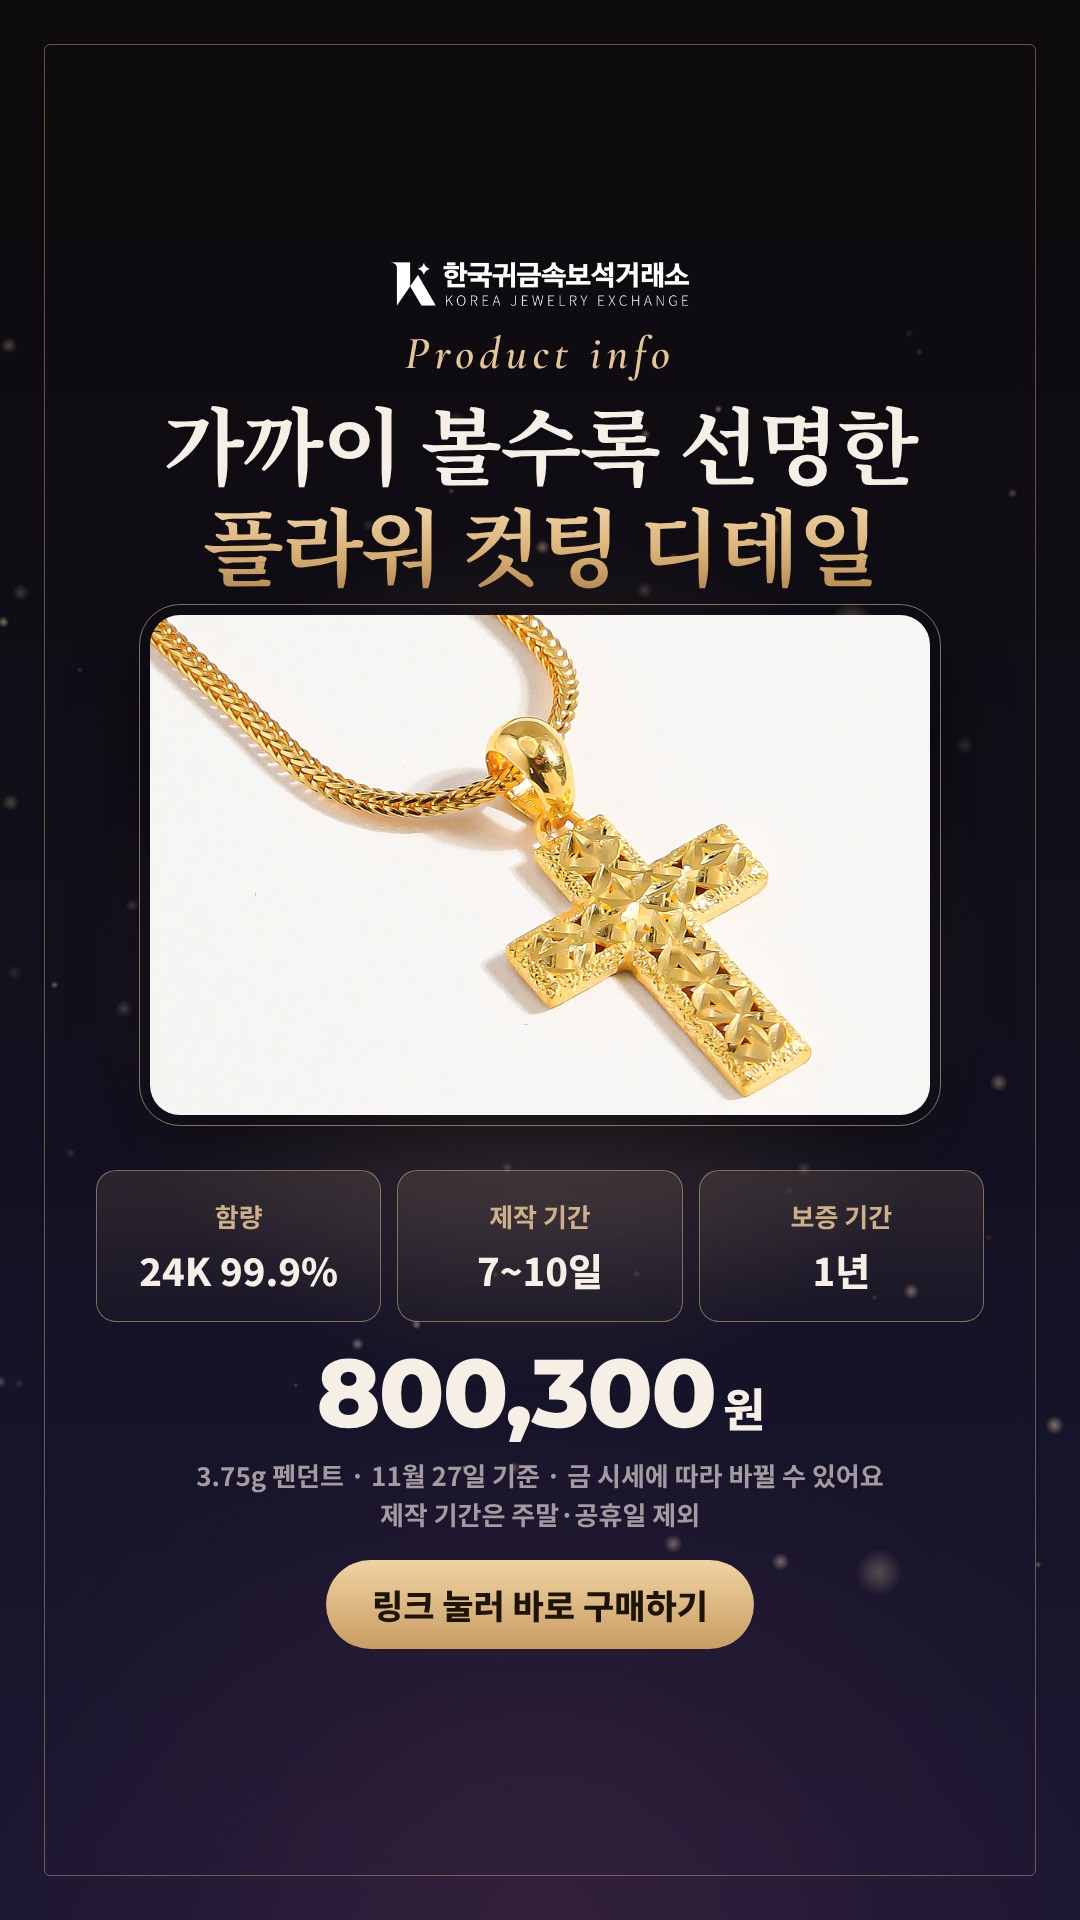 한국귀금속보석거래소
KOREA JEWELRY EXCHANGE
Product info
가까이 볼수록 선명한
플라워 컷팅 디테일
함량
24K 99.9%
제작 기간
7~10일
보증 기간
1년
800,300원
3.75g 펜던트 · 11월 27일 기준 · 금 시세에 따라 바뀔 수 있어요
제작 기간은 주말·공휴일 제외
링크 눌러 바로 구매하기